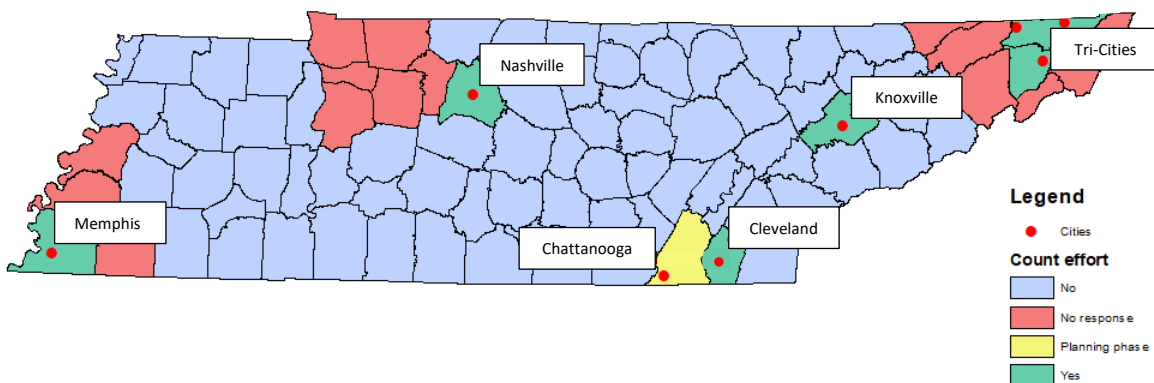 Tri-Cities
Nashville
Knoxville
Memphis
Cleveland
Chattanooga
Legend
Cities
Count effort
No
No response
Planning phase
Yes